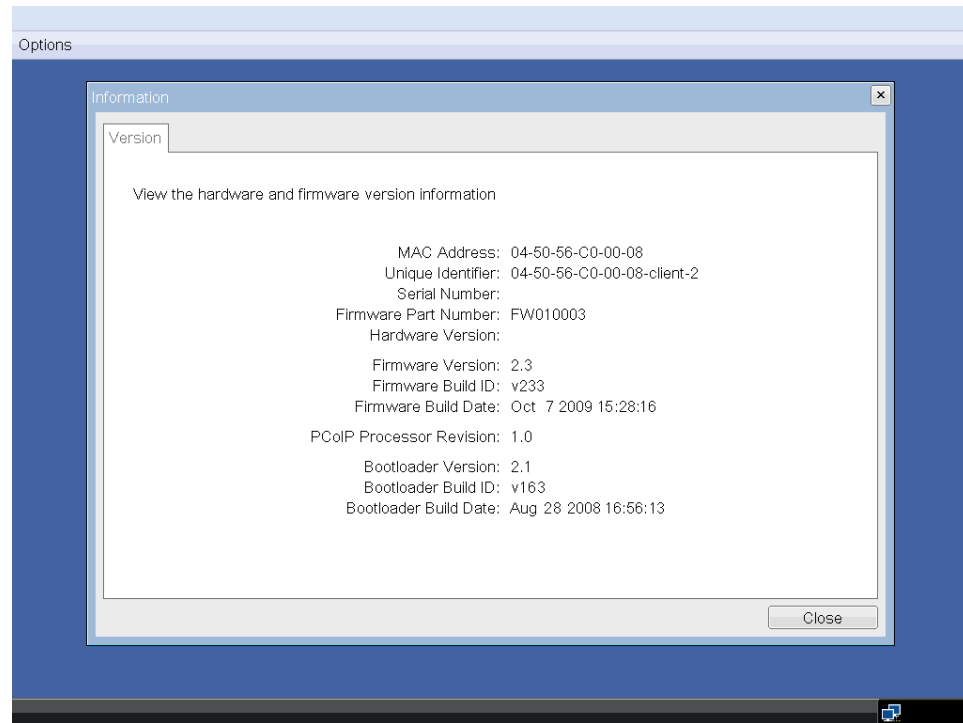 Options
Information
Version
View the hardware and firmware version information
MAC Address: 04-50-56-C0-00-08
Unique Identifier: 04-50-56-C0-00-08-client-2
Serial Number:
Firmware Part Number: FW010003
Hardware Version:
Firmware Version: 2.3
Firmware Build ID: v233
Firmware Build Date: Oct 7 2009 15:28:16
PCoIP Processor Revision: 1.0
Bootloader Version: 2.1
Bootloader Build ID: v163
Bootloader Build Date: Aug 28 2008 16:56:13
Close